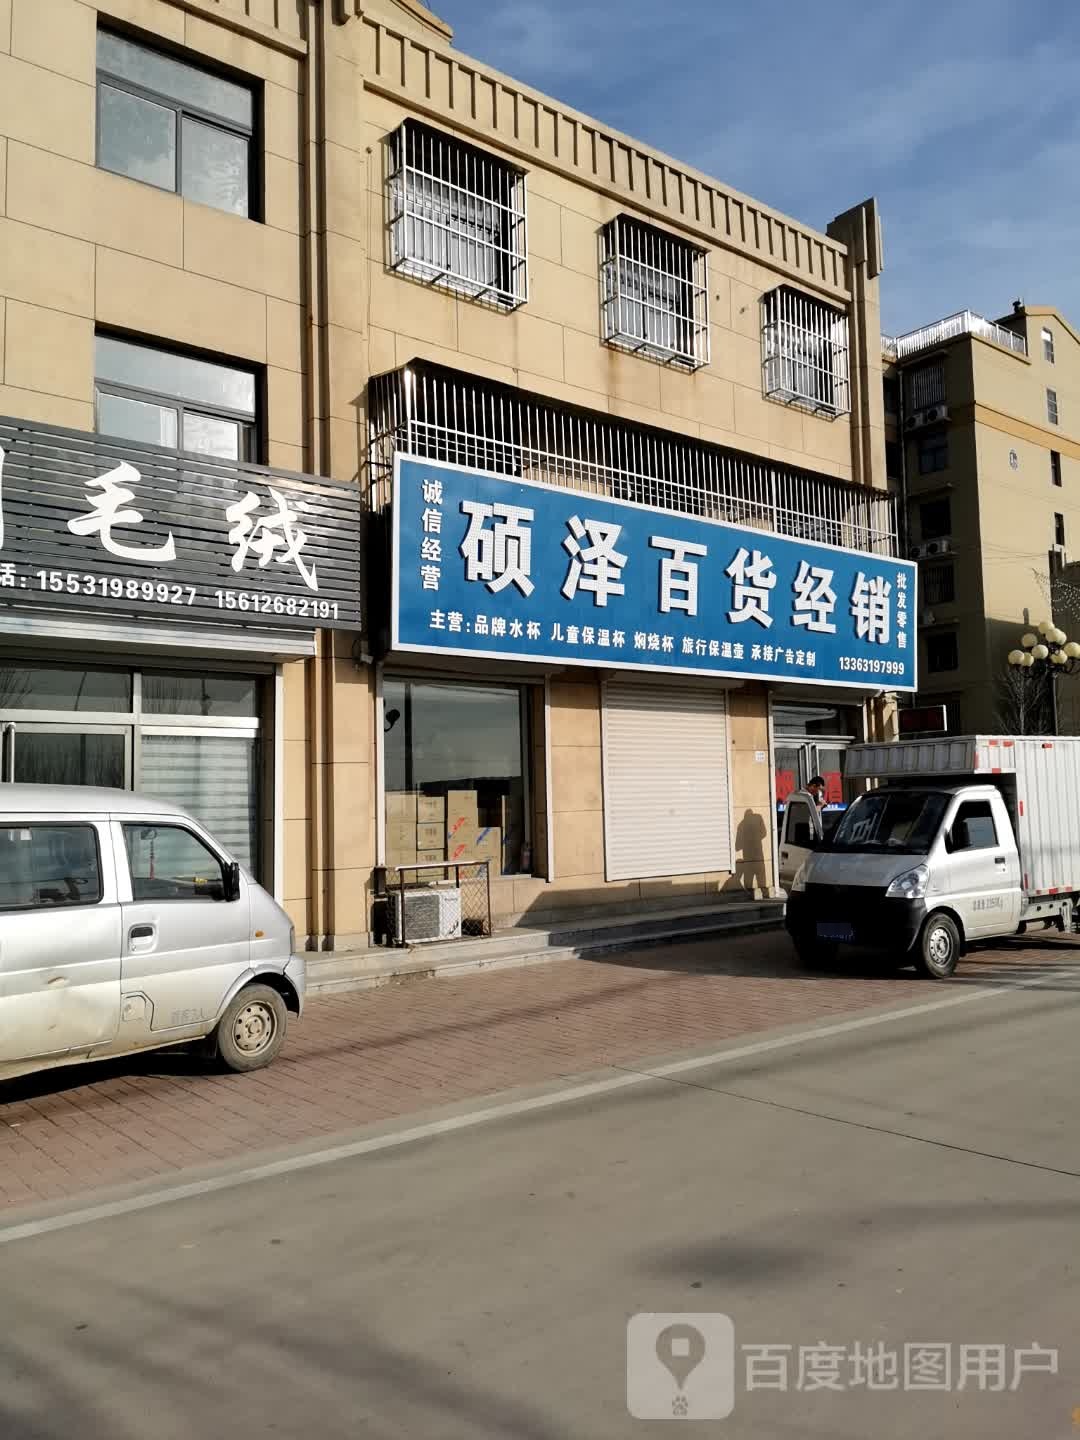 毛绒
话：15531989927 15612682191
诚信经营
硕泽百货经销
批发零售
主营：品牌水杯 儿童保温杯 焖烧杯 旅行保温壶 承接广告定制 13363197999
酒
百度地图用户